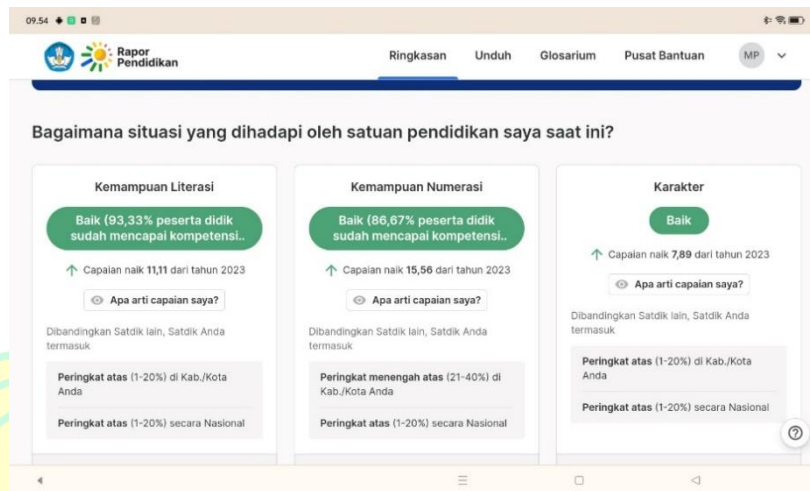 09.54
Rapor
Pendidikan
Ringkasan Unduh Glosarium Pusat Bantuan MP
Bagaimana situasi yang dihadapi oleh satuan pendidikan saya saat ini?
Kemampuan Literasi
Baik (93,33% peserta didik
sudah mencapai kompetensi..
Capaian naik 11,11 dari tahun 2023
Apa arti capaian saya?
Dibandingkan Satdik lain, Satdik Anda
termasuk
Peringkat atas (1-20%) di Kab./Kota
Anda
Peringkat atas (1-20%) secara Nasional
Kemampuan Numerasi
Baik (86,67% peserta didik
sudah mencapai kompetensi..
Capaian naik 15,56 dari tahun 2023
Apa arti capaian saya?
Dibandingkan Satdik lain, Satdik Anda
termasuk
Peringkat menengah atas (21-40%) di
Kab./Kota Anda
Peringkat atas (1-20%) secara Nasional
Karakter
Baik
Capaian naik 7,89 dari tahun 2023
Apa arti capaian saya?
Dibandingkan Satdik lain, Satdik Anda
termasuk
Peringkat atas (1-20%) di Kab./Kota
Anda
Peringkat atas (1-20%) secara Nasional